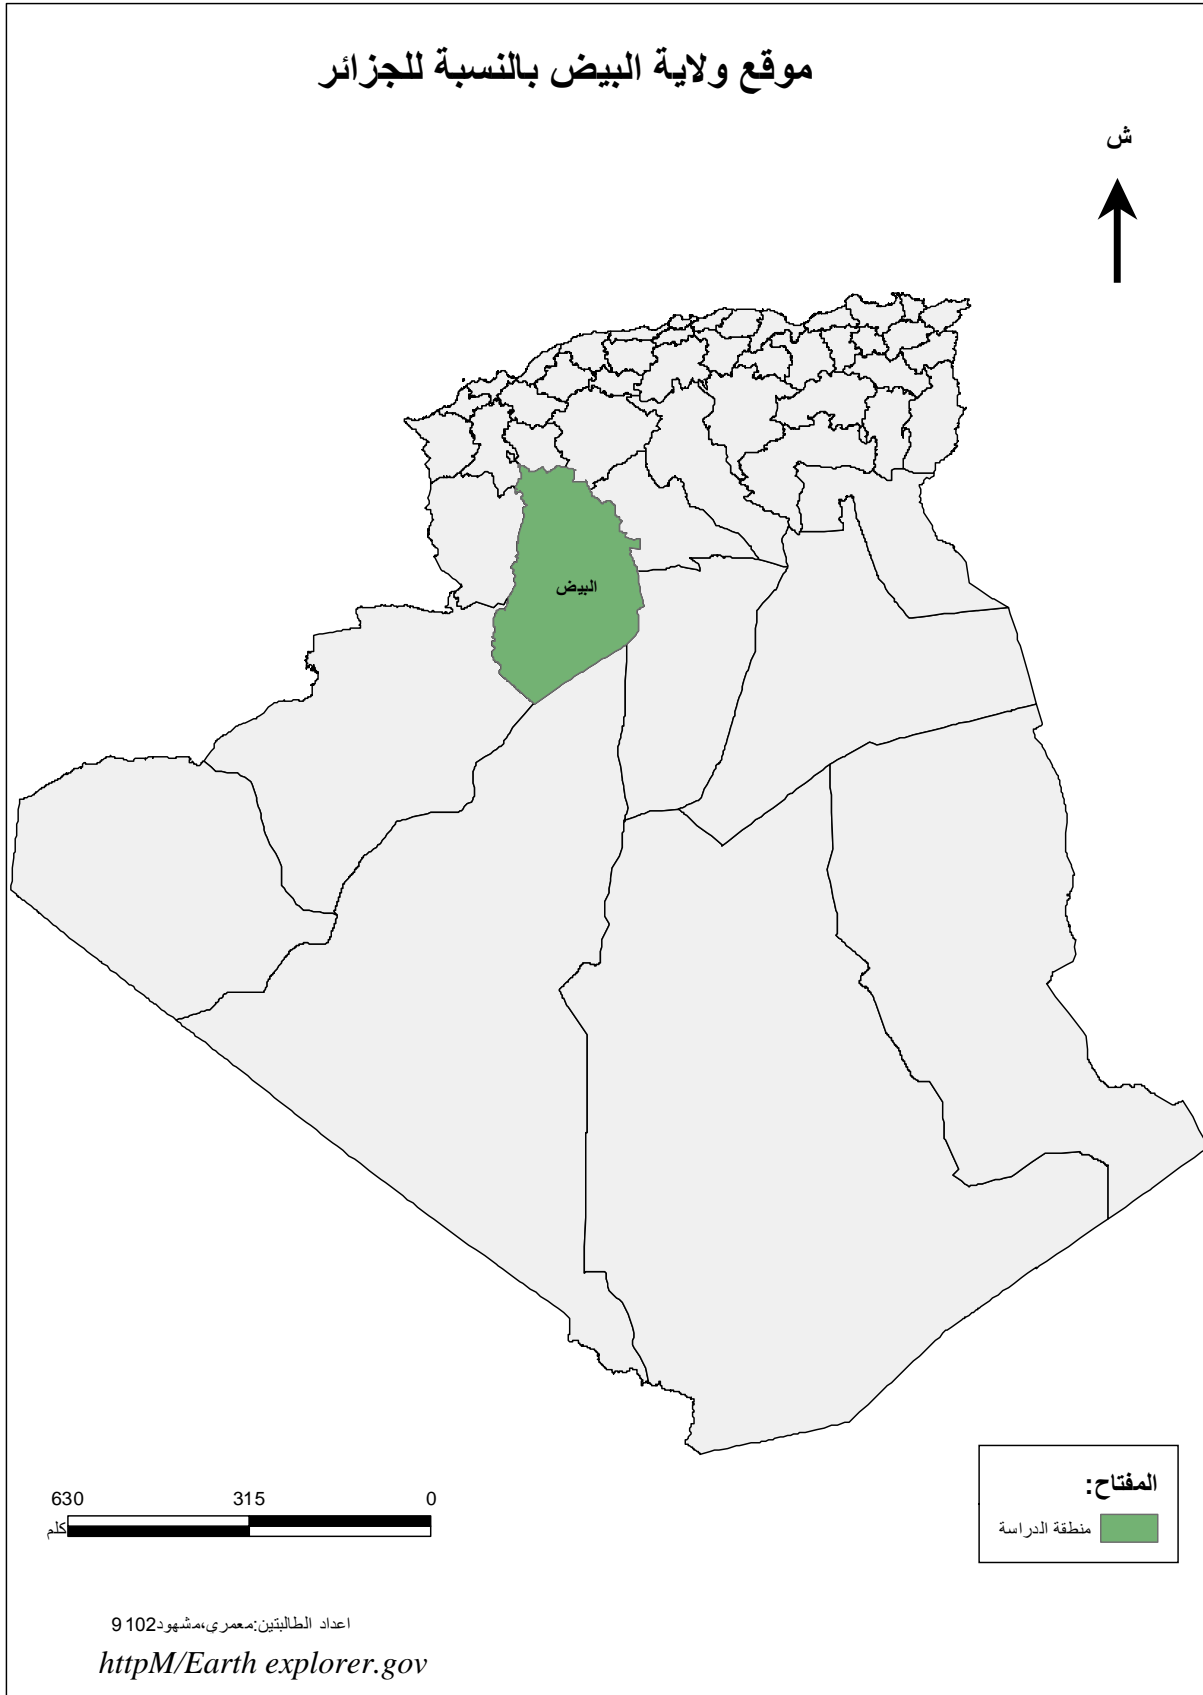 موقع ولاية البيض بالنسبة للجزائر
ش
البيض
المفتاح:
منطقة الدراسة
630 315 0
كلم
اعداد الطالبتين:معمري،مشهود9102
httpM/Earth explorer.gov